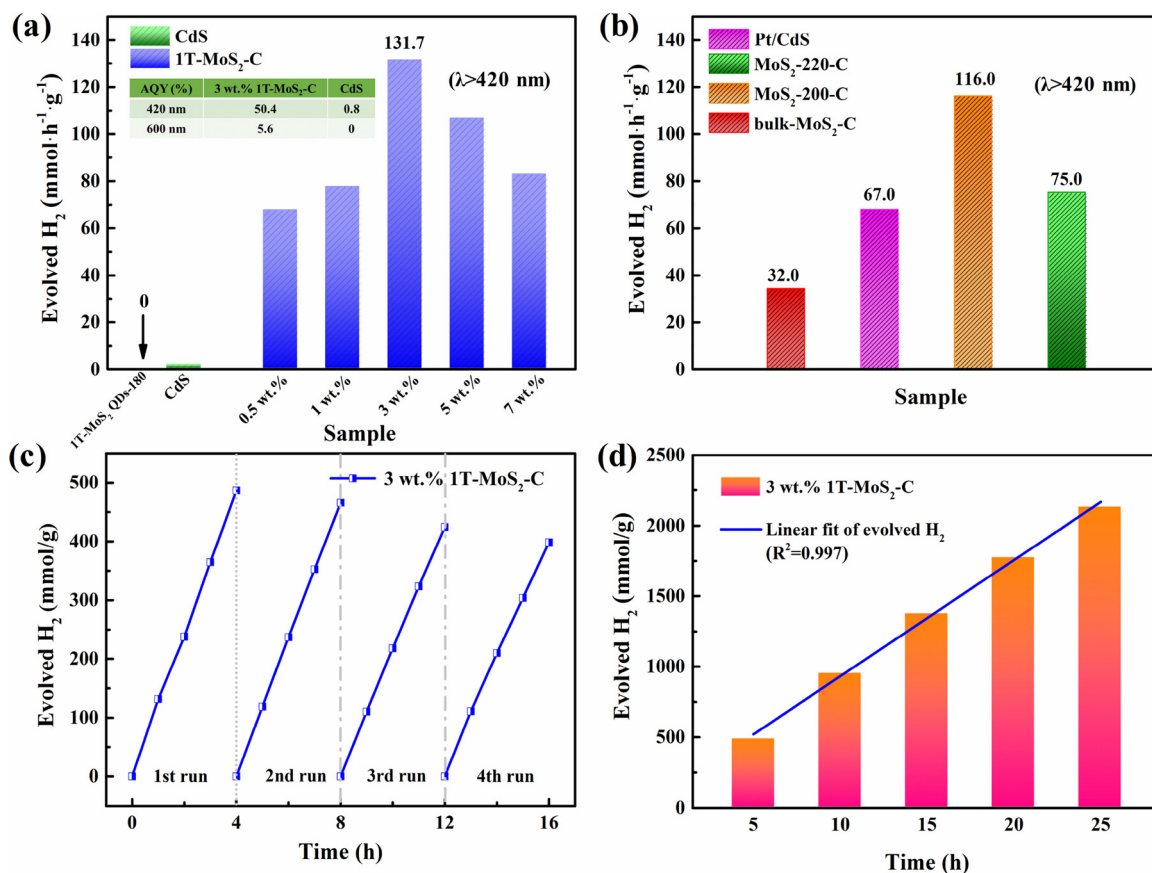 (a)
CdS
1T-MoS₂-C
131.7
(λ>420 nm)
AQY (%) 3 wt.% 1T-MoS₂-C CdS
420 nm 50.4 0.8
600 nm 5.6 0
0
Evolved H₂ (mmol·h⁻¹·g⁻¹)
140
120
100
80
60
40
20
0
1T-MoS₂ QDs-180
CdS
0.5 wt.%
1 wt.%
3 wt.%
5 wt.%
7 wt.%
Sample
(b)
Pt/CdS
MoS₂-220-C
MoS₂-200-C
bulk-MoS₂-C
(λ>420 nm)
116.0
75.0
67.0
32.0
Evolved H₂ (mmol·h⁻¹·g⁻¹)
140
120
100
80
60
40
20
0
Sample
(c)
3 wt.% 1T-MoS₂-C
Evolved H₂ (mmol/g)
500
400
300
200
100
0
1st run 2nd run 3rd run 4th run
0 4 8 12 16
Time (h)
(d)
3 wt.% 1T-MoS₂-C
Linear fit of evolved H₂
(R²=0.997)
Evolved H₂ (mmol/g)
2500
2000
1500
1000
500
0
5 10 15 20 25
Time (h)